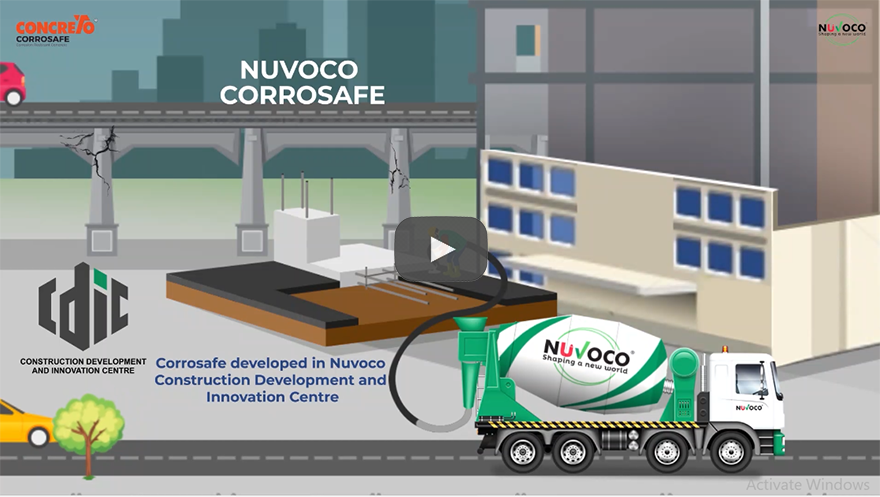 CONCRETO
CORROSAFE
NUVOCO
Shaping a new world
NUVOCO
CORROSAFE
cdic
CONSTRUCTION DEVELOPMENT
AND INNOVATION CENTRE
Corrosafe developed in Nuvoco
Construction Development and
Innovation Centre
NUVOCO
Shaping a new world
NUVOCO
Activate Windows